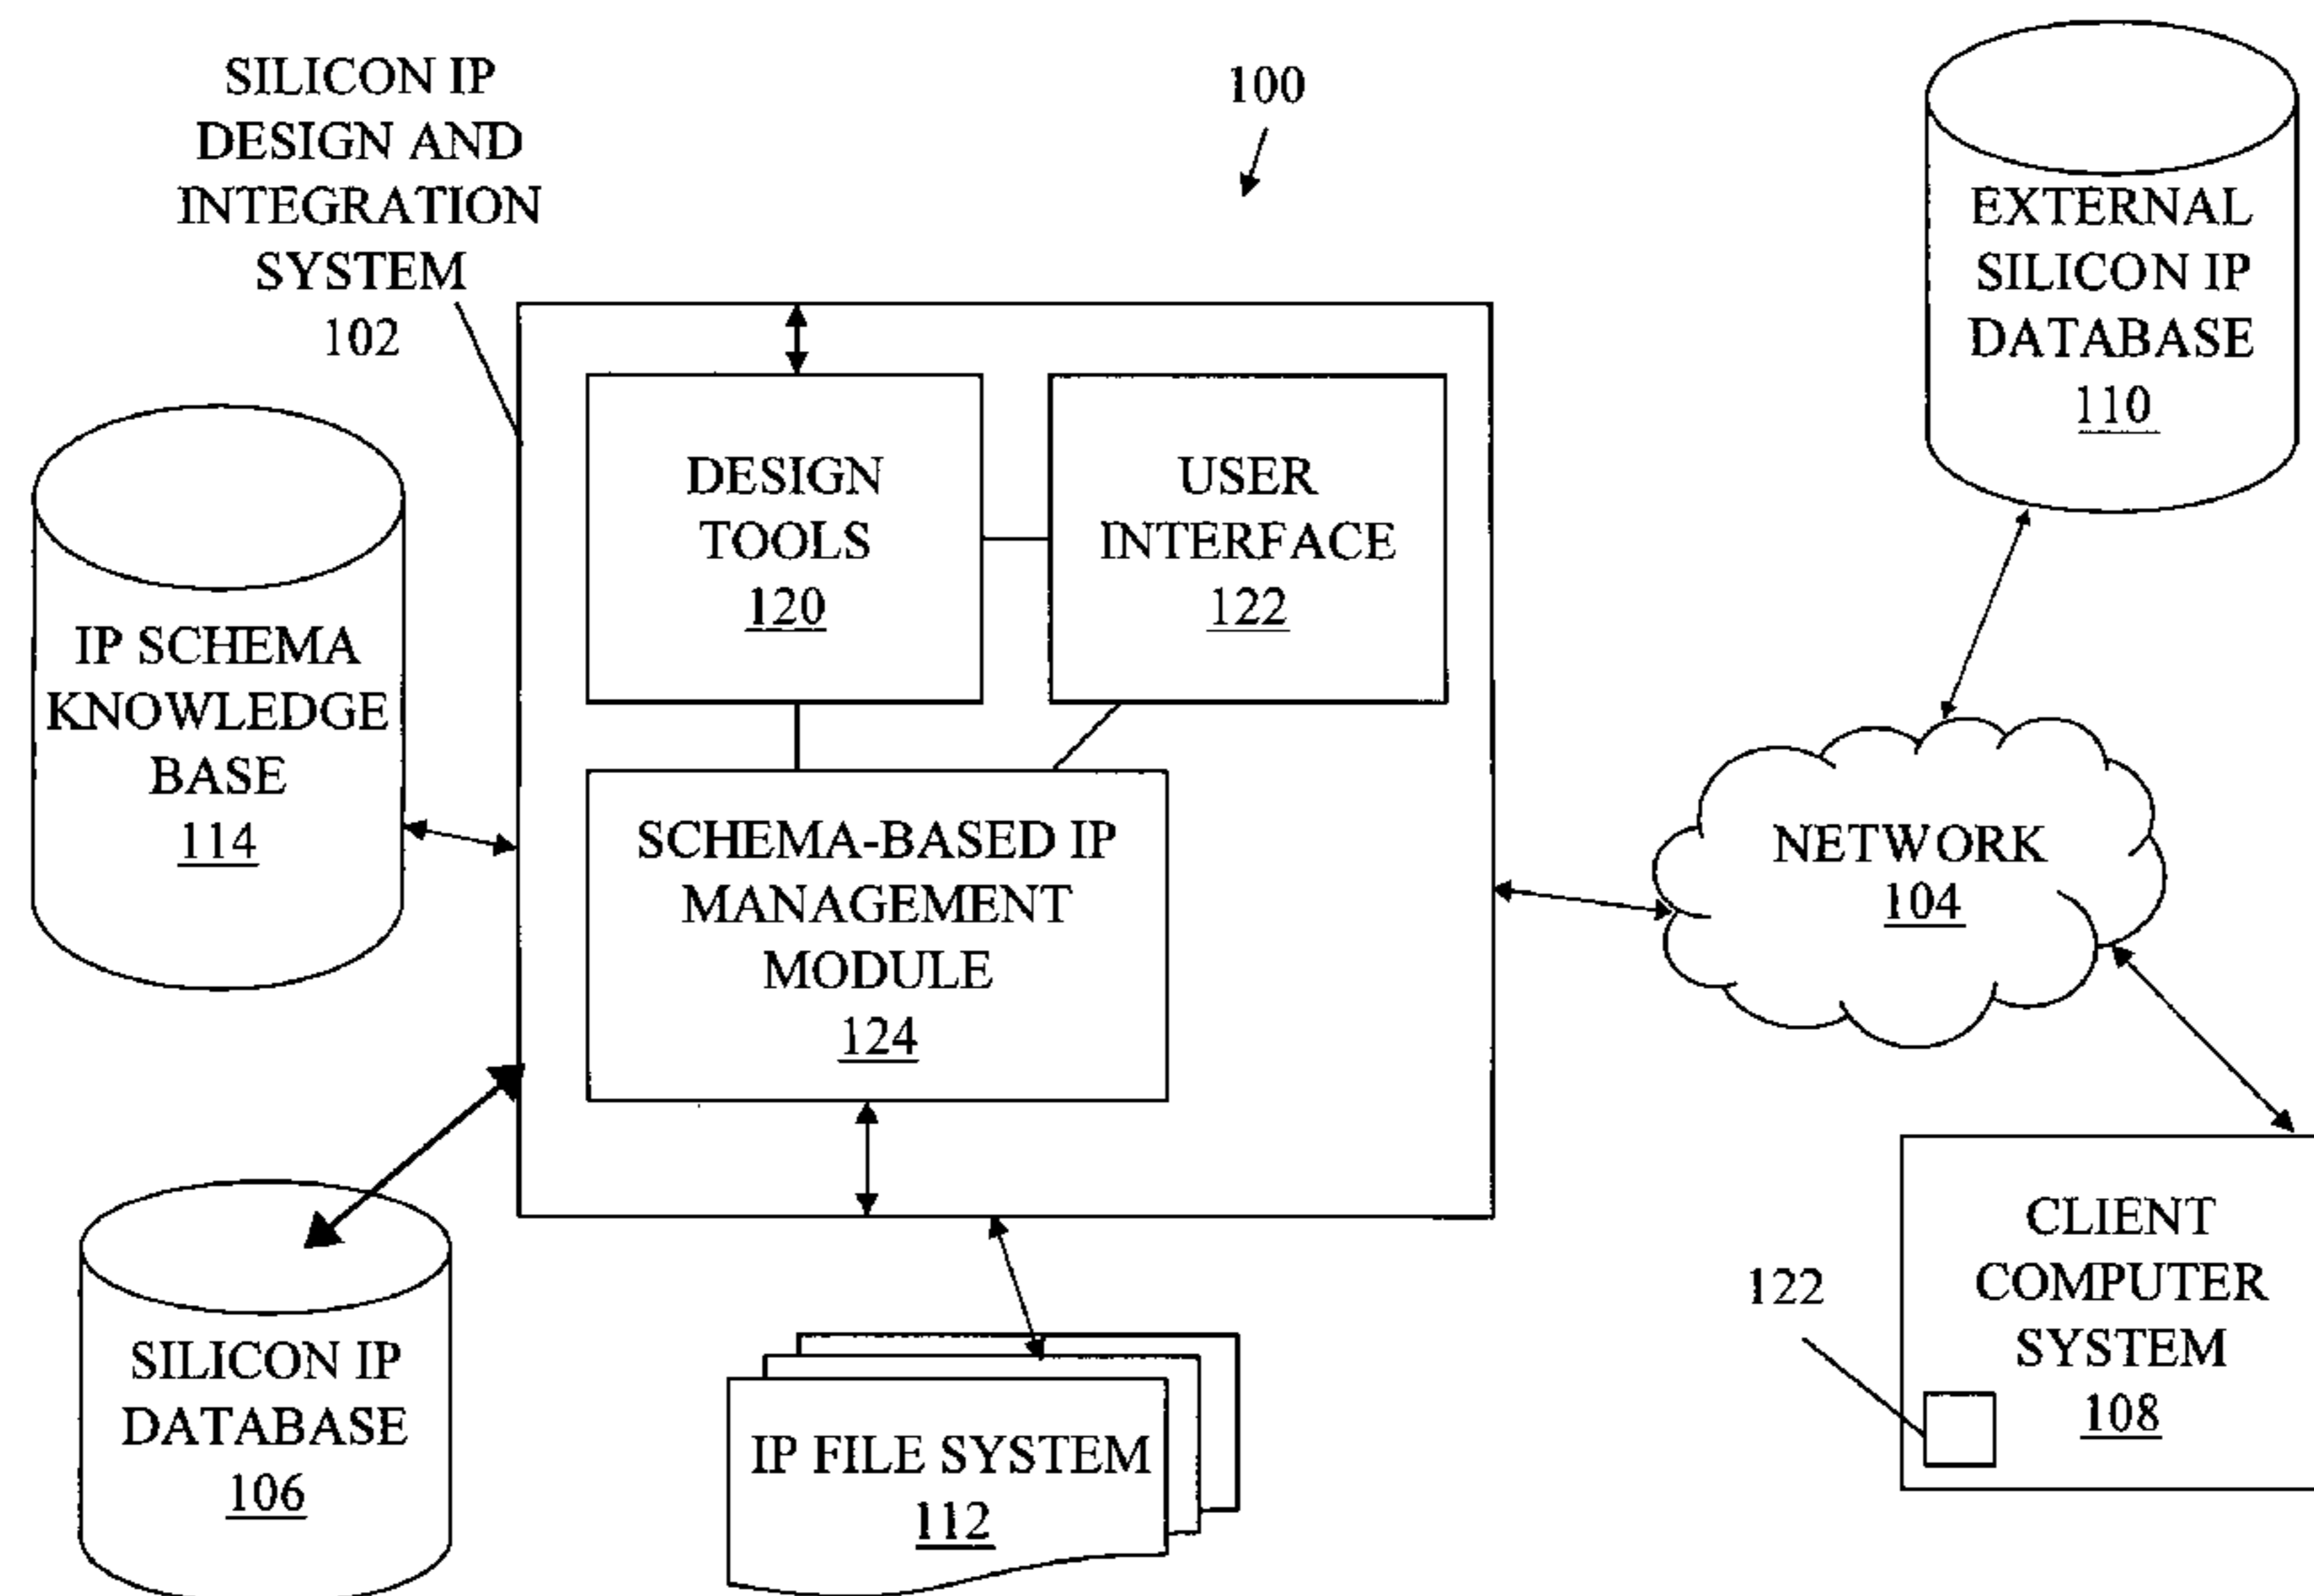 SILICON IP
DESIGN AND
INTEGRATION
SYSTEM
102
100
EXTERNAL
SILICON IP
DATABASE
110
DESIGN
TOOLS
120
USER
INTERFACE
122
IP SCHEMA
KNOWLEDGE
BASE
114
SCHEMA-BASED IP
MANAGEMENT
MODULE
124
NETWORK
104
SILICON IP
DATABASE
106
IP FILE SYSTEM
112
CLIENT
COMPUTER
SYSTEM
108
122